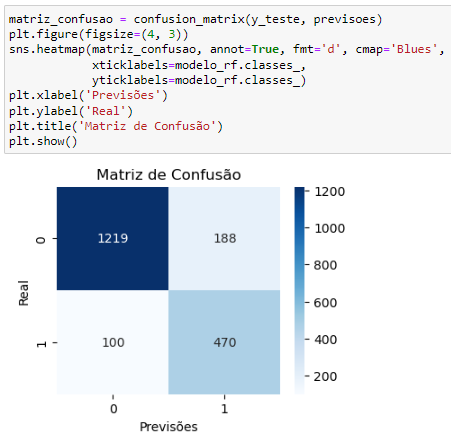 matriz_confusao = confusion_matrix(y_teste, previsoes)
plt.figure(figsize=(4, 3))
sns.heatmap(matriz_confusao, annot=True, fmt='d', cmap='Blues',
            xticklabels=modelo_rf.classes_,
            yticklabels=modelo_rf.classes_)
plt.xlabel('Previsões')
plt.ylabel('Real')
plt.title('Matriz de Confusão')
plt.show()
Matriz de Confusão
1200
1000
800
600
400
200
0
1219
188
Real
1
100
470
0
1
Previsões